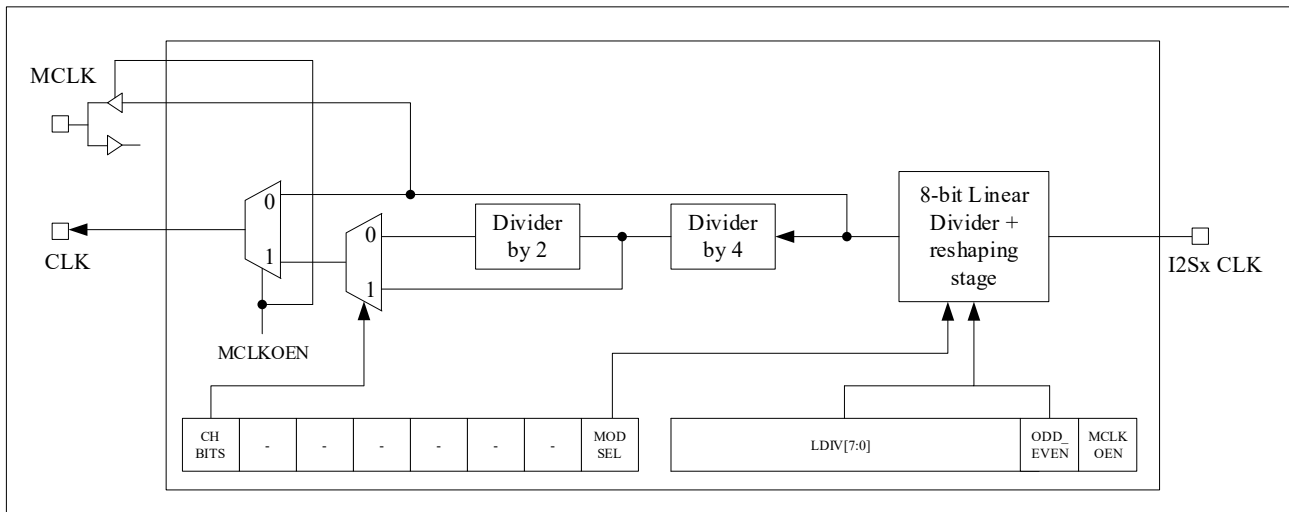 MCLK
CLK
0
1
MCLKOEN
0
1
Divider
by 2
Divider
by 4
8-bit Linear
Divider +
reshaping
stage
I2Sx CLK
CH
BITS
-
-
-
-
-
MOD
SEL
LDIV[7:0]
ODD_
EVEN
MCLK
OEN